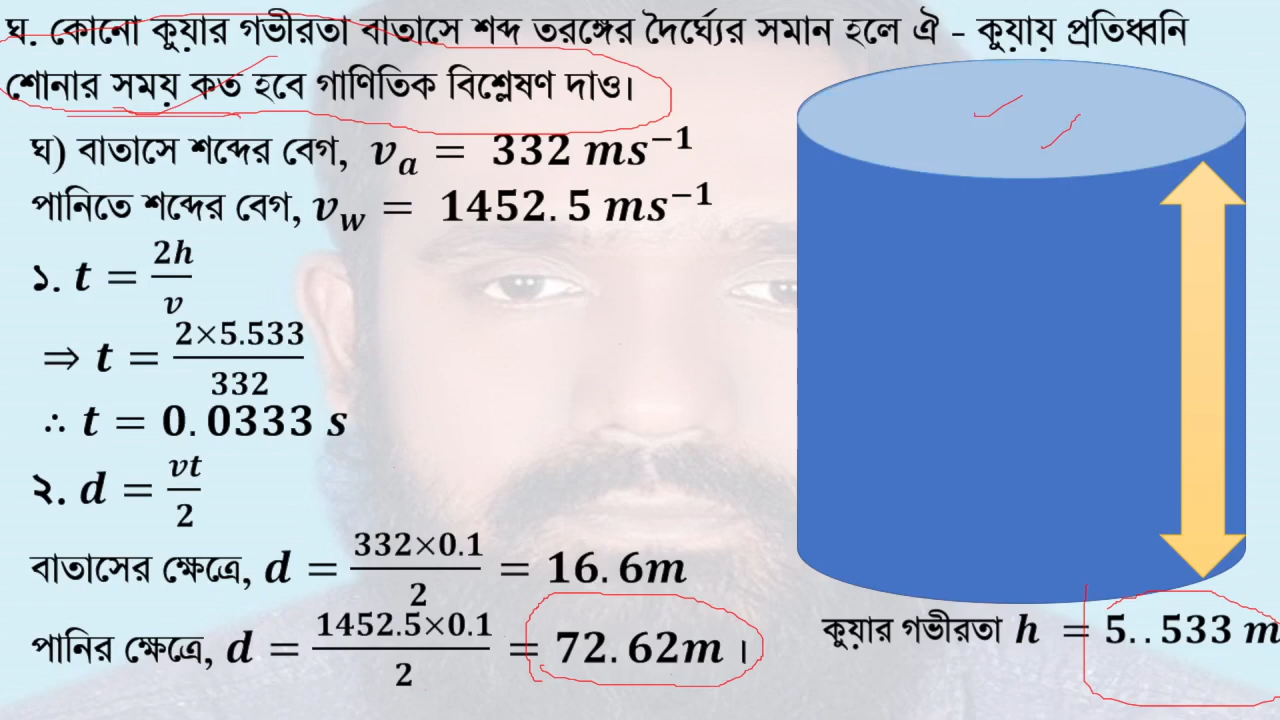 ঘ. কোনো কুয়ার গভীরতা বাতাসে শব্দ তরঙ্গের দৈর্ঘ্যের সমান হলে ঐ - কুয়ায় প্রতিধ্বনি
শোনার সময় কত হবে গাণিতিক বিশ্লেষণ দাও।
ঘ) বাতাসে শব্দের বেগ, vₐ = 332 ms⁻¹
পানিতে শব্দের বেগ, v_w = 1452.5 ms⁻¹
১. t = 2h/v
⇒ t = 2×5.533/332
∴ t = 0.0333 s
২. d = vt/2
বাতাসের ক্ষেত্রে, d = 332×0.1/2 = 16.6m
পানির ক্ষেত্রে, d = 1452.5×0.1/2 = 72.62m ।
কুয়ার গভীরতা h = 5..533 m